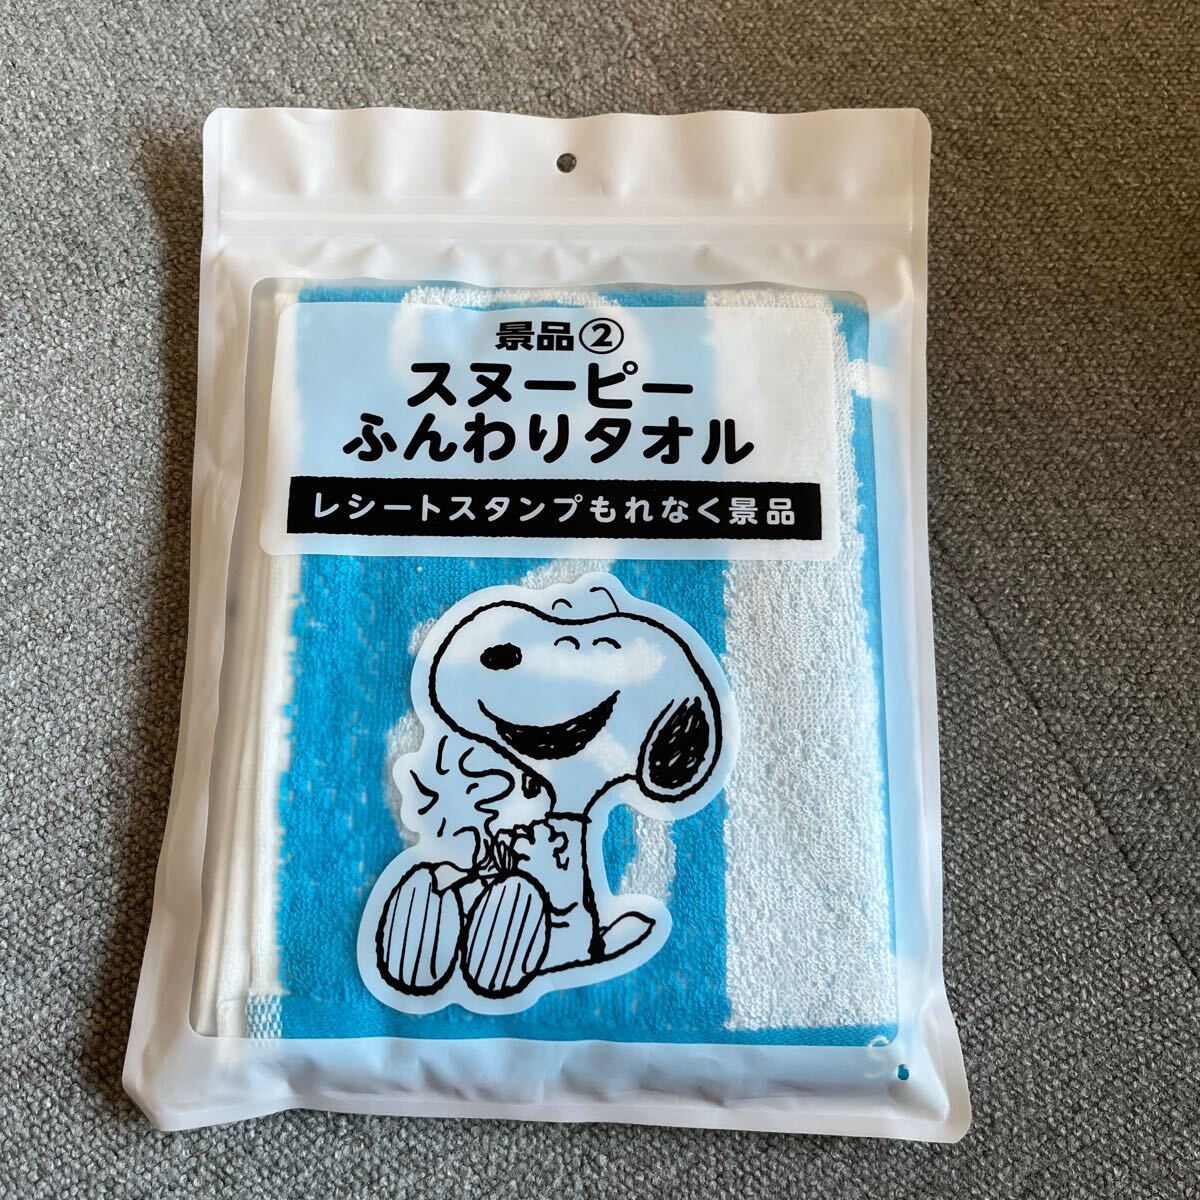 景品②
スヌーピー
ふんわりタオル
レシートスタンプもれなく景品